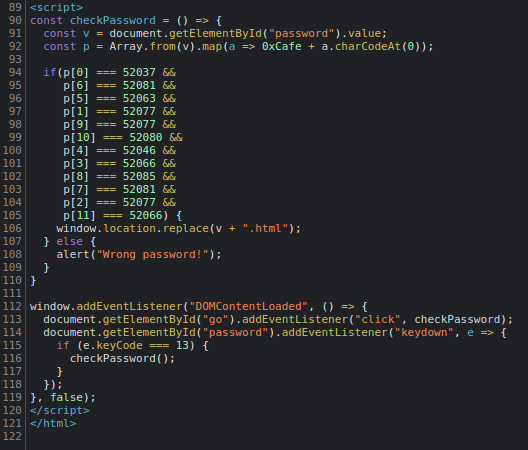 89 <script>
90 const checkPassword = () => {
91   const v = document.getElementById("password").value;
92   const p = Array.from(v).map(a => 0xCafe + a.charCodeAt(0));
93
94   if(p[0] === 52037 &&
95      p[6] === 52081 &&
96      p[5] === 52063 &&
97      p[1] === 52077 &&
98      p[9] === 52077 &&
99      p[10] === 52080 &&
100      p[4] === 52046 &&
101      p[3] === 52066 &&
102      p[8] === 52085 &&
103      p[7] === 52081 &&
104      p[2] === 52077 &&
105      p[11] === 52066) {
106     window.location.replace(v + ".html");
107   } else {
108     alert("Wrong password!");
109   }
110 }
111
112 window.addEventListener("DOMContentLoaded", () => {
113   document.getElementById("go").addEventListener("click", checkPassword);
114   document.getElementById("password").addEventListener("keydown", e => {
115     if (e.keyCode === 13) {
116       checkPassword();
117     }
118   });
119 }, false);
120 </script>
121 </html>
122